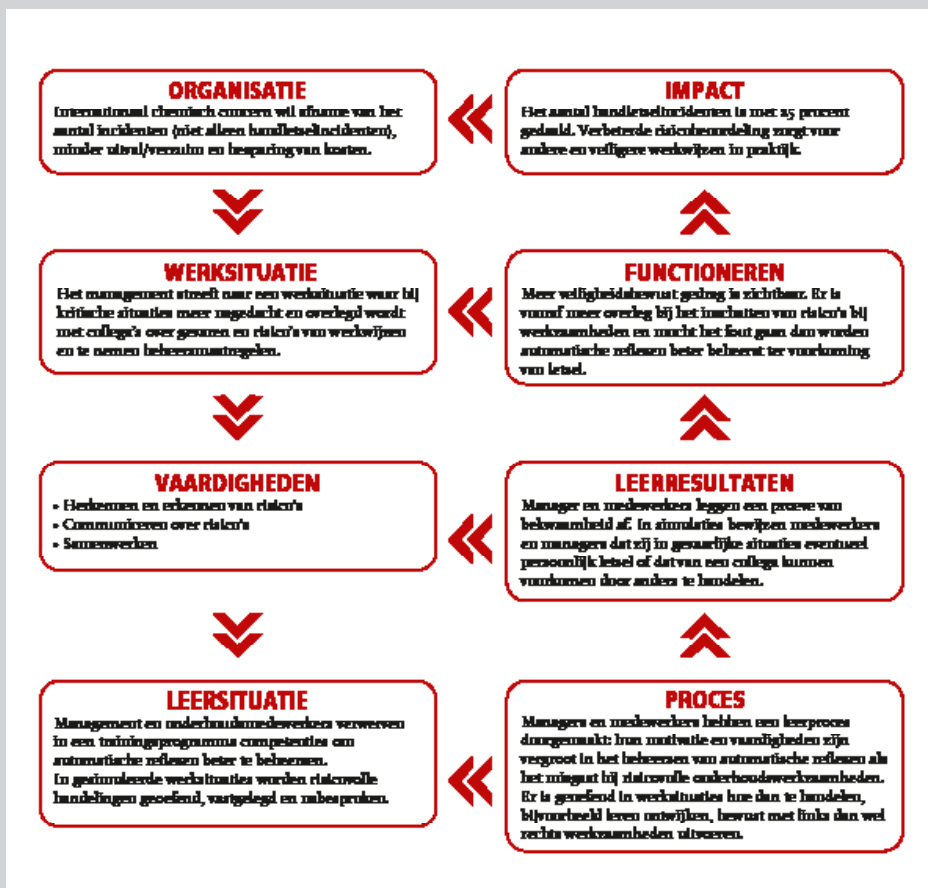 ORGANISATIE
Internationaal chemisch concern wil afname van het
aantal incidenten (niet alleen handletselincidenten),
minder uitval/verzuim en besparing van kosten.
IMPACT
Het aantal handletselincidenten is met 25 procent
gedaald. Verbeterde risicobeoordeling zorgt voor
andere en veiligere werkwijzen in praktijk.
WERKSITUATIE
Het management streeft naar een werksituatie waar bij
kritische situaties meer nagedacht en overlegd wordt
met collega's over gevaren en risico's van werkwijzen
en te nemen beheersmaatregelen.
FUNCTIONEREN
Meer veiligheidsbewust gedrag is zichtbaar. Er is
vooraf meer overleg bij het inschatten van risico's bij
werkzaamheden en mocht het fout gaan dan worden
automatische reflexen beter beheerst ter voorkoming
van letsel.
VAARDIGHEDEN
• Herkennen en erkennen van risico's
• Communiceren over risico's
• Samenwerken
LEERRESULTATEN
Manager en medewerkers leggen een proeve van
bekwaamheid af. In simulaties bewijzen medewerkers
en managers dat zij in gevaarlijke situaties eventueel
persoonlijk letsel of dat van een collega kunnen
voorkomen door anders te handelen.
LEERSITUATIE
Management en onderhoudsmedewerkers verwerven
in een trainingsprogramma competenties om
automatische reflexen beter te beheersen.
In gesimuleerde werksituaties worden risicovolle
handelingen geoefend, vastgelegd en nabesproken.
PROCES
Managers en medewerkers hebben een leerproces
doorgemaakt: hun motivatie en vaardigheden zijn
vergroot in het beheersen van automatische reflexen als
het misgaat bij risicovolle onderhoudswerkzaamheden.
Er is geoefend in werksituaties hoe dan te handelen,
bijvoorbeeld leren ontwijken, bewust met links dan wel
rechts werkzaamheden uitvoeren.